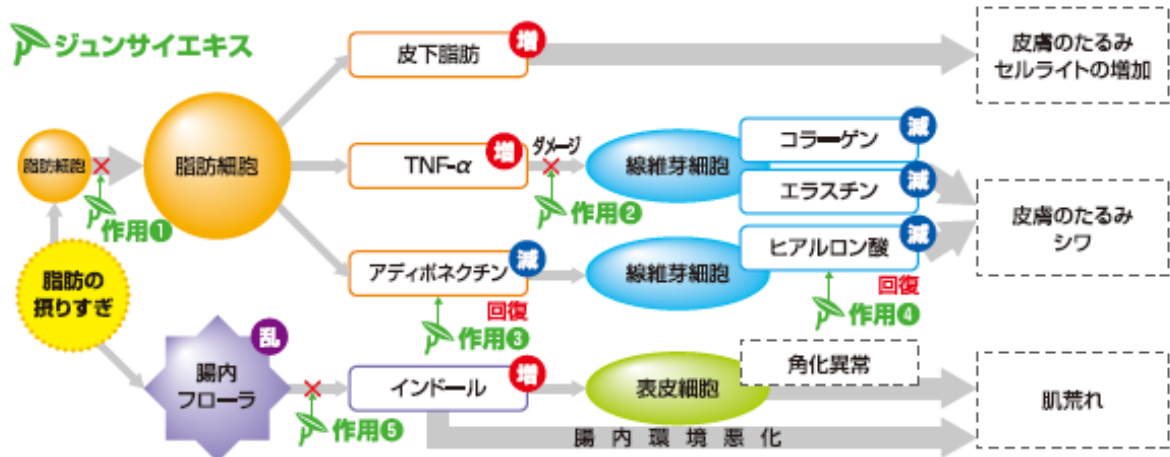 ジュンサイエキス
皮下脂肪
増
皮膚のたるみ
セルライトの増加
脂肪細胞
作用❶
脂肪細胞
TNF-α
増
ダメージ
作用❷
線維芽細胞
コラーゲン
減
エラスチン
減
皮膚のたるみ
シワ
脂肪の
摂りすぎ
アディポネクチン
減
回復
作用❸
線維芽細胞
ヒアルロン酸
減
回復
作用❹
腸内
フローラ
乱
作用❺
インドール
増
表皮細胞
角化異常
肌荒れ
腸内環境悪化